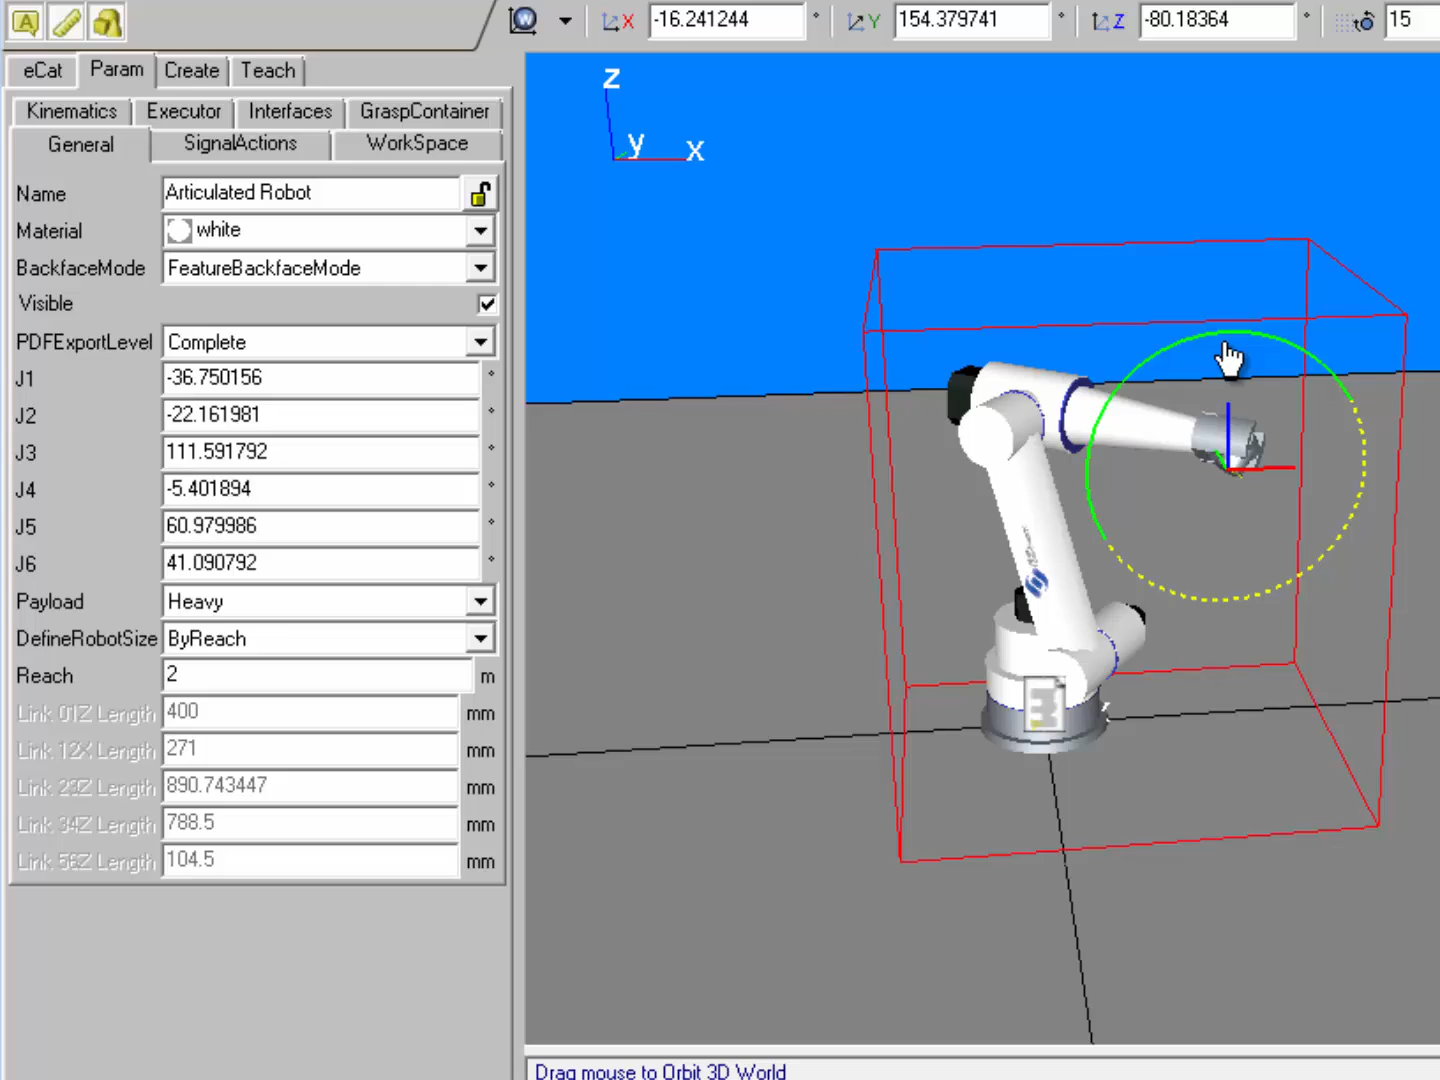 X -16.241244 ° Y 154.379741 ° Z -80.18364 ° 15
eCat Param Create Teach
Kinematics Executor Interfaces GraspContainer
General SignalActions WorkSpace
Name Articulated Robot
Material white
BackfaceMode FeatureBackfaceMode
Visible
PDFExportLevel Complete
J1 -36.750156 °
J2 -22.161981 °
J3 111.591792 °
J4 -5.401894 °
J5 60.979986 °
J6 41.090792 °
Payload Heavy
DefineRobotSize ByReach
Reach 2 m
Link 01Z Length 400 mm
Link 12X Length 271 mm
Link 23Z Length 890.743447 mm
Link 34Z Length 788.5 mm
Link 56Z Length 104.5 mm
z
y x
Drag mouse to Orbit 3D World